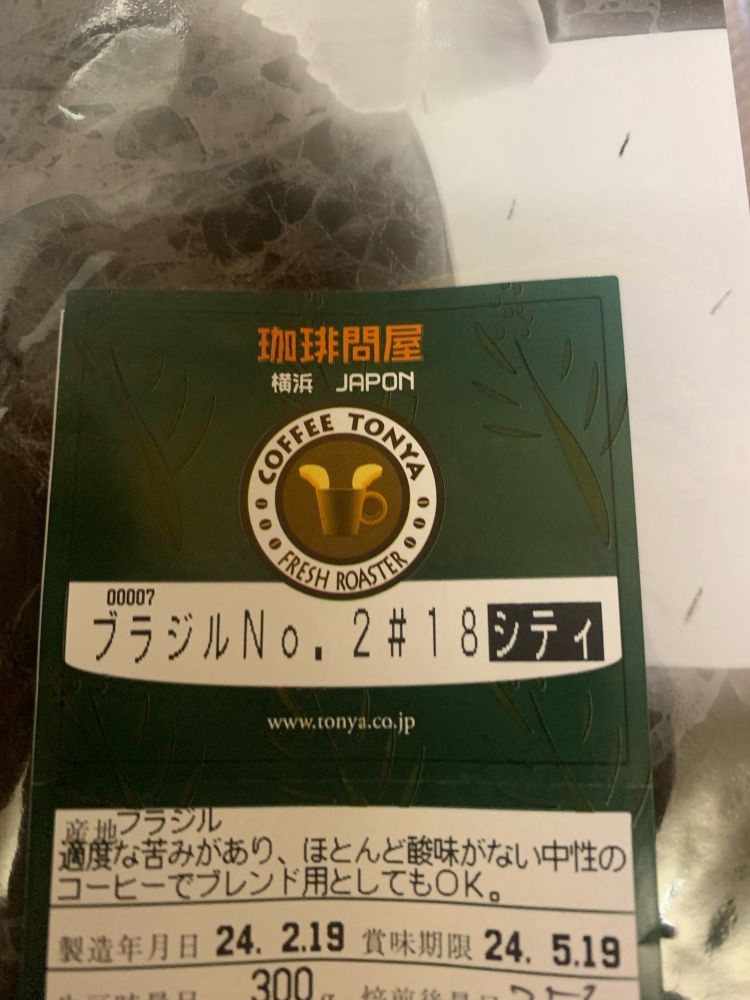 珈琲問屋
横浜 JAPON
COFFEE TONYA
FRESH ROASTER
00007
ブラジルNo.2#18シティ
www.tonya.co.jp
産地ブラジル
適度な苦みがあり、ほとんど酸味がない中性の
コーヒーでブレンド用としてもOK。
製造年月日 24. 2.19 賞味期限 24. 5.19
300g